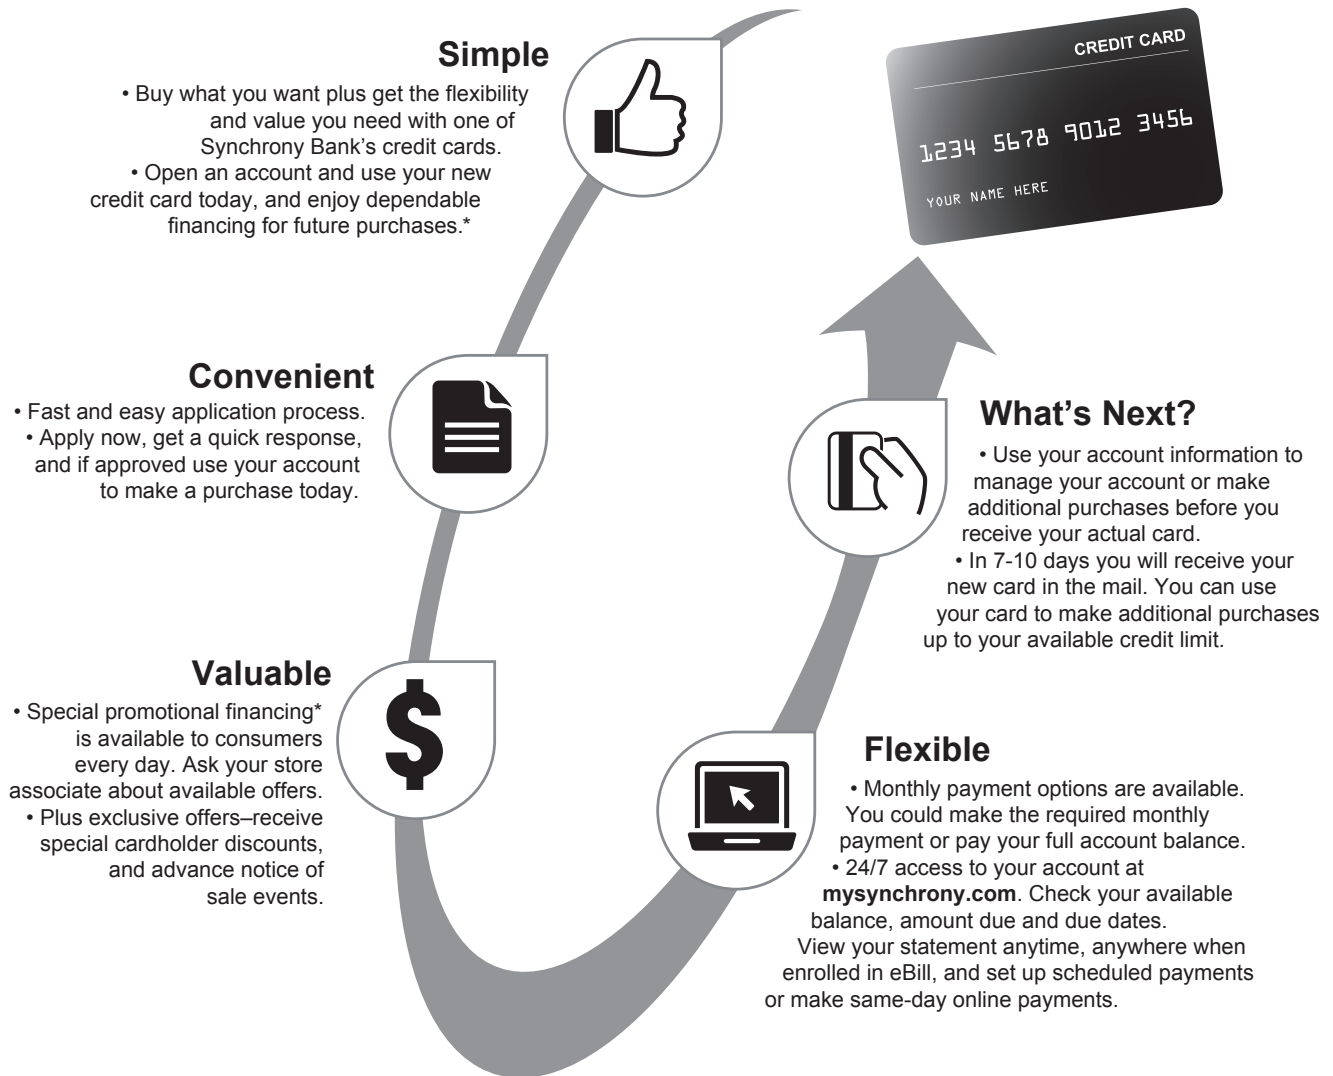 Simple
• Buy what you want plus get the flexibility
and value you need with one of
Synchrony Bank’s credit cards.
• Open an account and use your new
credit card today, and enjoy dependable
financing for future purchases.*
CREDIT CARD
1234 5678 9012 3456
YOUR NAME HERE
Convenient
• Fast and easy application process.
• Apply now, get a quick response,
and if approved use your account
to make a purchase today.
Valuable
• Special promotional financing*
is available to consumers
every day. Ask your store
associate about available offers.
• Plus exclusive offers–receive
special cardholder discounts,
and advance notice of
sale events.
$
Flexible
• Monthly payment options are available.
You could make the required monthly
payment or pay your full account balance.
• 24/7 access to your account at
mysynchrony.com. Check your available
balance, amount due and due dates.
View your statement anytime, anywhere when
enrolled in eBill, and set up scheduled payments
or make same-day online payments.
What’s Next?
• Use your account information to
manage your account or make
additional purchases before you
receive your actual card.
• In 7-10 days you will receive your
new card in the mail. You can use
your card to make additional purchases
up to your available credit limit.